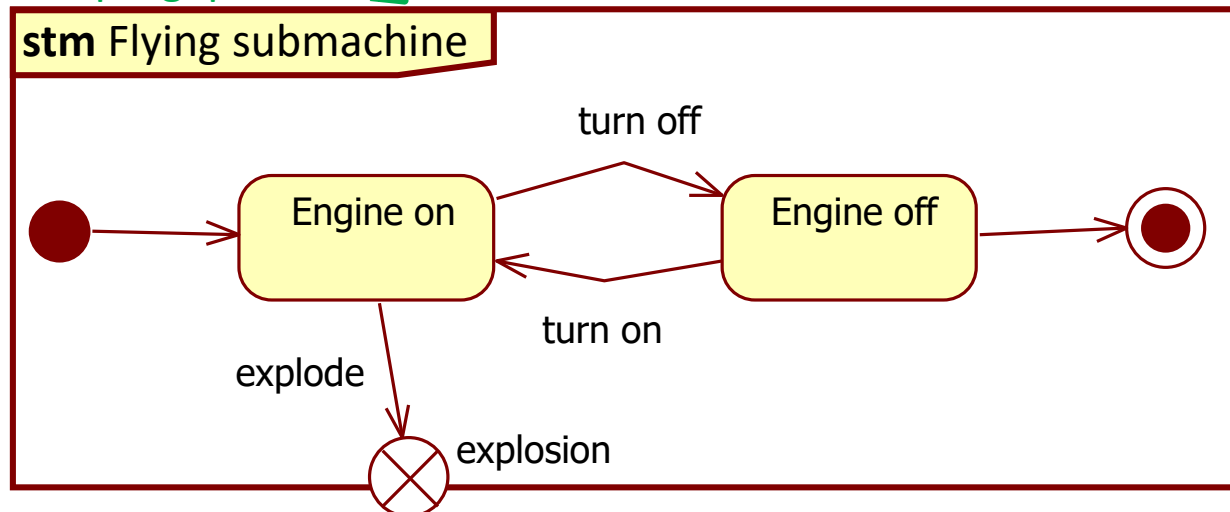 stm Flying submachine
turn off
Engine on
Engine off
turn on
explode
explosion